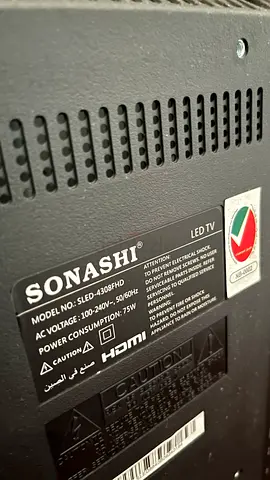 SONASHI®
LED TV
MODEL NO.: SLED-4308FHD
AC VOLTAGE: 100-240V~, 50/60Hz
POWER CONSUMPTION: 75W
CAUTION
HDMI
صنع في الصين
ATTENTION:
TO PREVENT ELECTRICAL SHOCK,
DO NOT REMOVE SCREWS. NO USER
SERVICEABLE PARTS INSIDE. REFER
SERVICING TO QUALIFIED SERVICE
PERSONNEL.
WARNING:
TO PREVENT FIRE OR SHOCK
HAZARD, DO NOT EXPOSE THIS
APPLIANCE TO RAIN OR MOISTURE
CAUTION